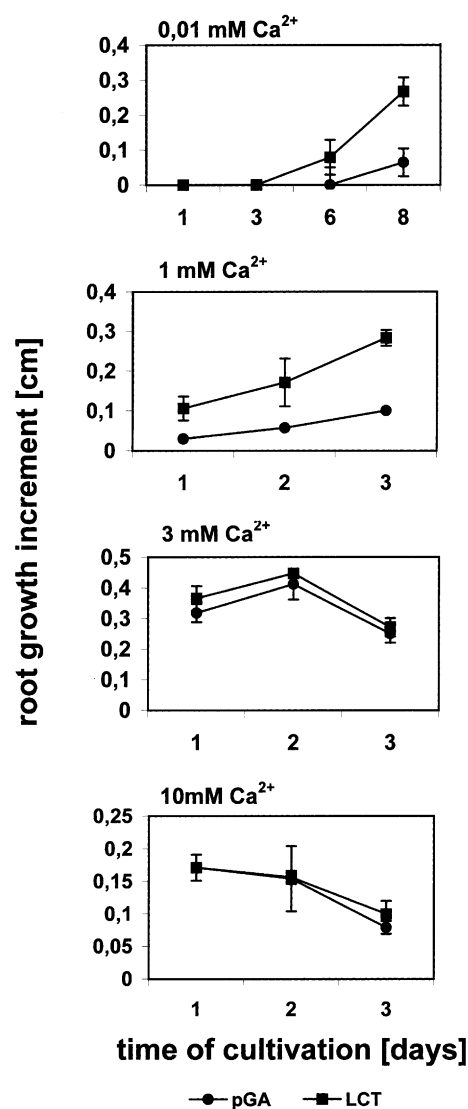 0,01 mM Ca²⁺
0,4
0,3
0,2
0,1
0
1 3 6 8
1 mM Ca²⁺
0,4
0,3
0,2
0,1
0
1 2 3
3 mM Ca²⁺
0,5
0,4
0,3
0,2
0,1
0
1 2 3
10mM Ca²⁺
0,25
0,2
0,15
0,1
0,05
0
1 2 3
root growth increment [cm]
time of cultivation [days]
pGA LCT